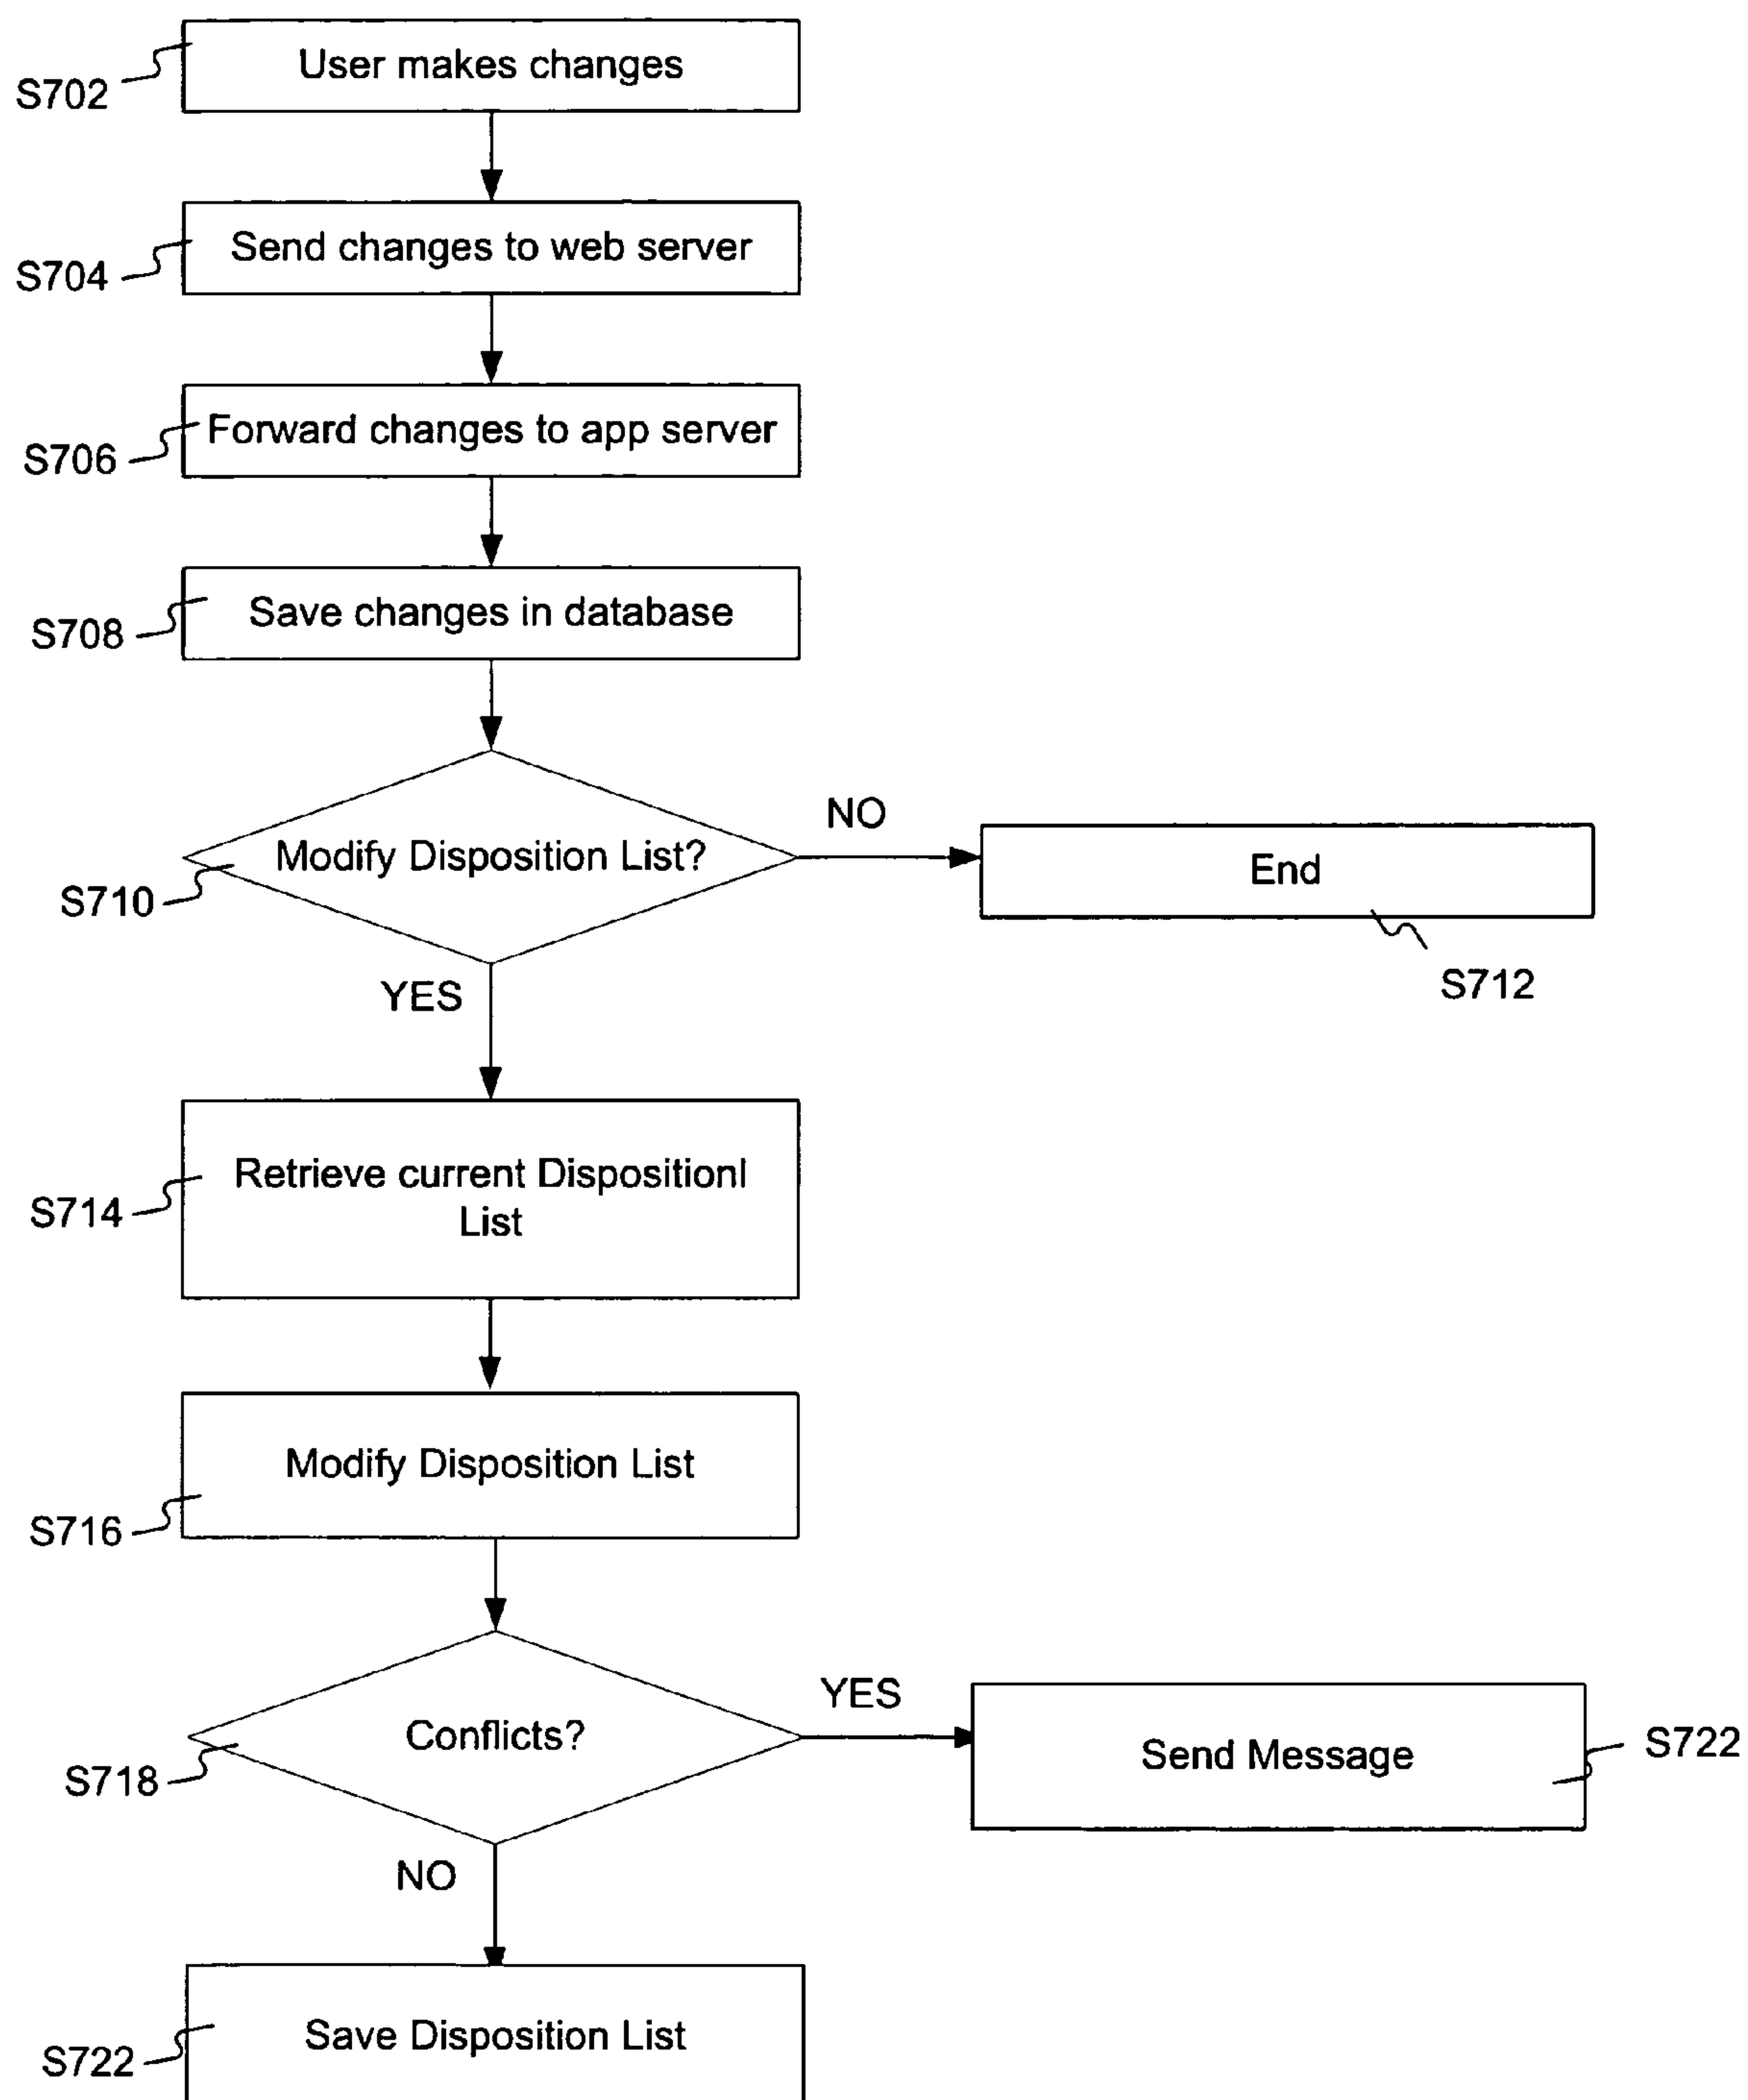 User makes changes
S702
Send changes to web server
S704
Forward changes to app server
S706
Save changes in database
S708
NO
Modify Disposition List?
End
S710
S712
YES
Retrieve current Dispositionl
List
S714
Modify Disposition List
S716
YES
Conflicts?
Send Message
S722
S718
NO
Save Disposition List
S722